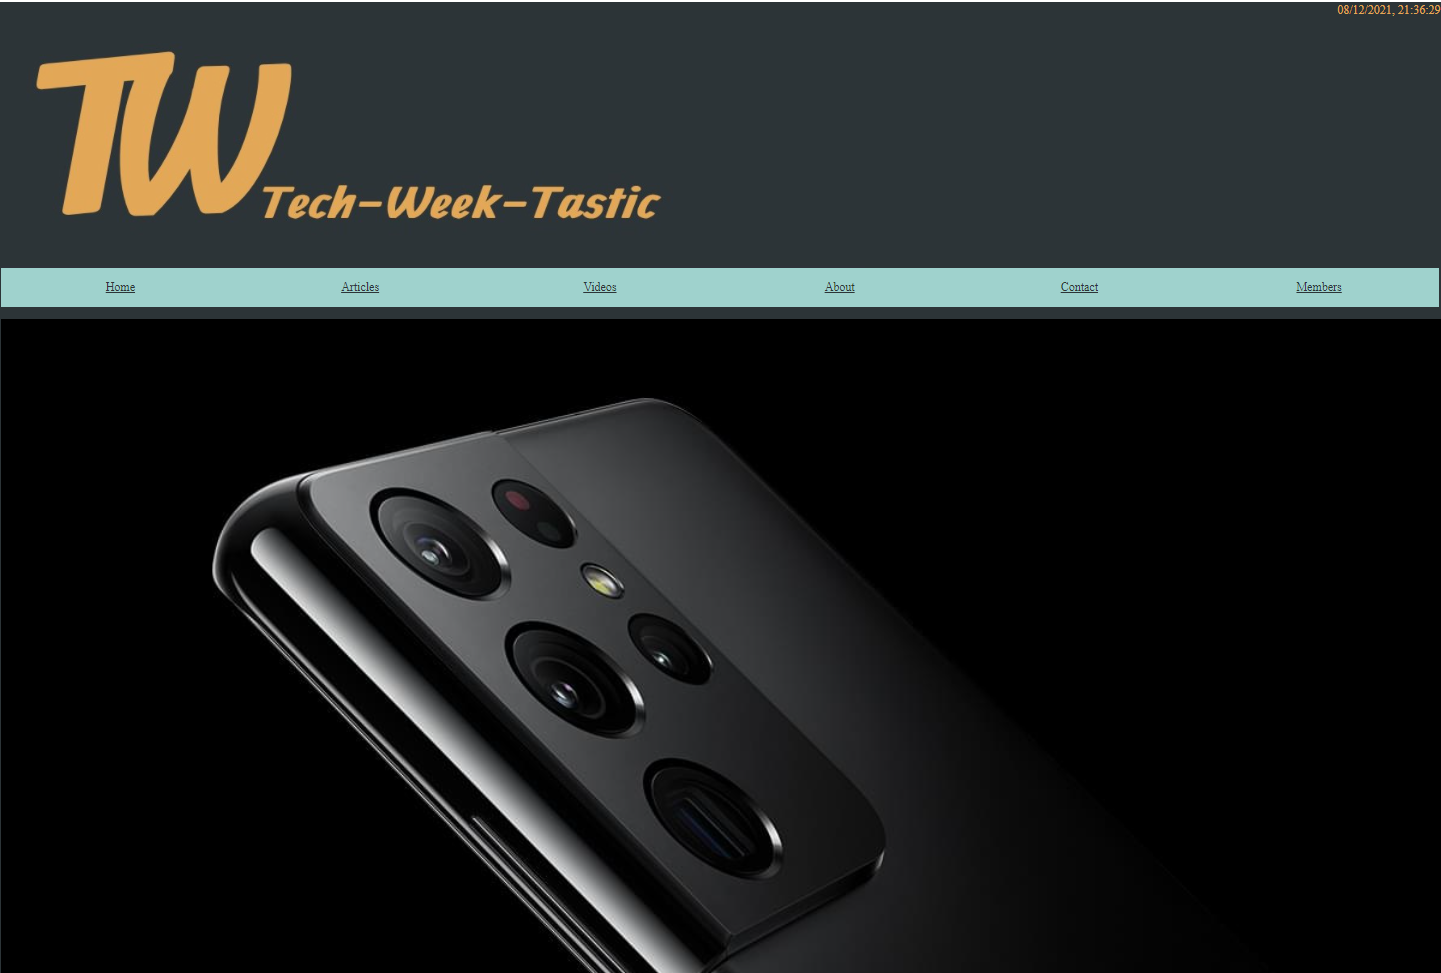 08/12/2021, 21:36:29
TW
Tech-Week-Tastic
Home Articles Videos About Contact Members